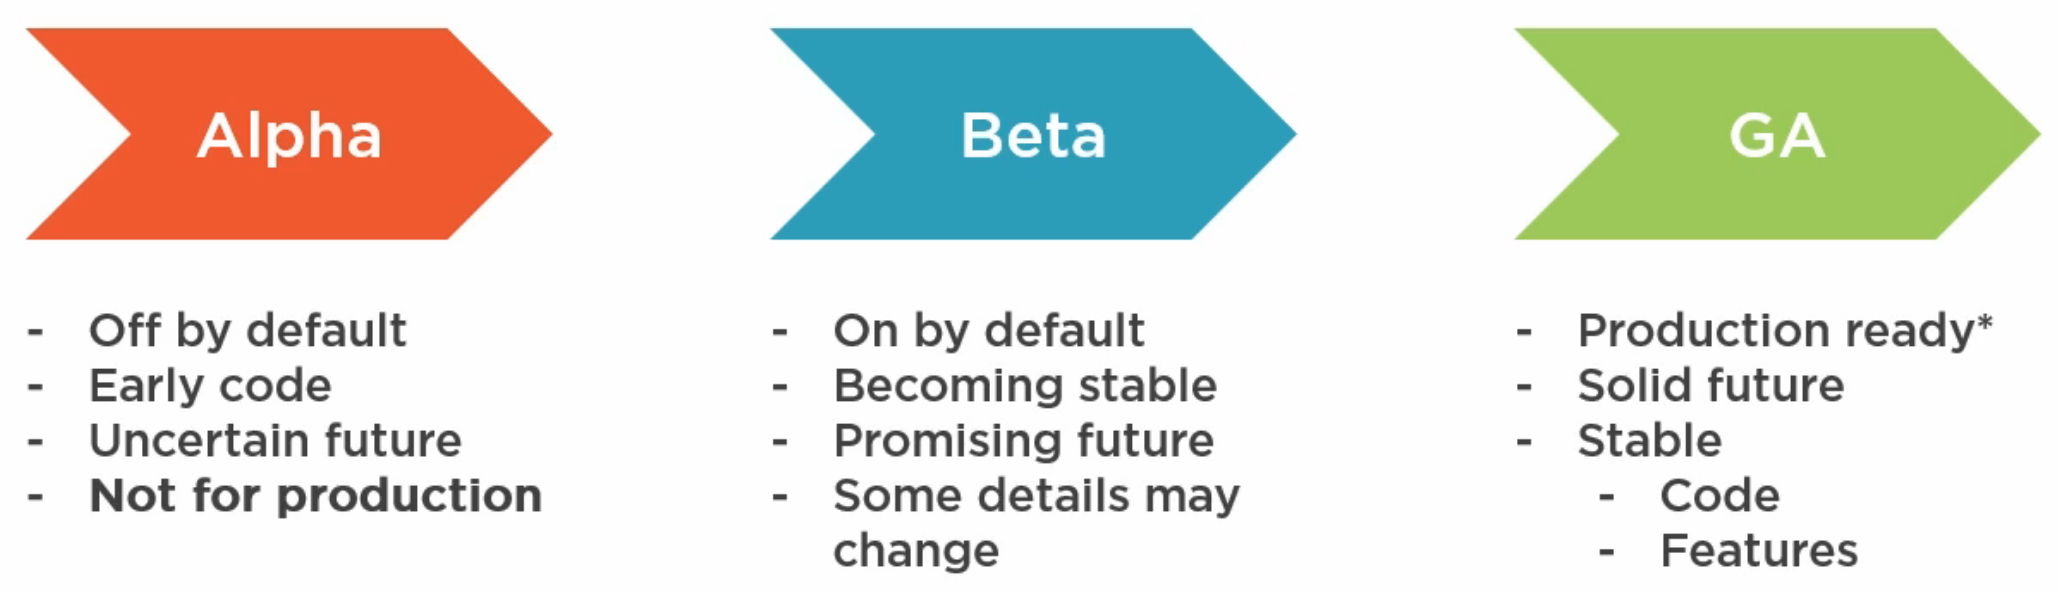 Alpha
- Off by default
- Early code
- Uncertain future
- Not for production
Beta
- On by default
- Becoming stable
- Promising future
- Some details may
change
GA
- Production ready*
- Solid future
- Stable
- Code
- Features